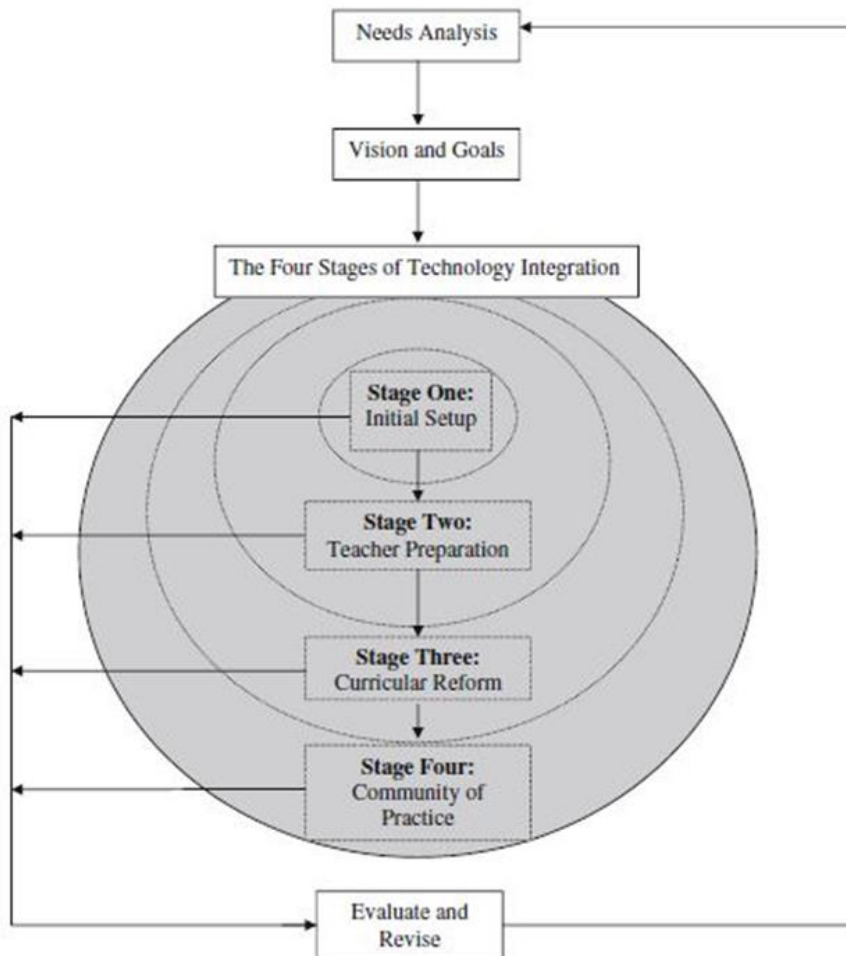 Needs Analysis
Vision and Goals
The Four Stages of Technology Integration
Stage One:
Initial Setup
Stage Two:
Teacher Preparation
Stage Three:
Curricular Reform
Stage Four:
Community of
Practice
Evaluate and
Revise